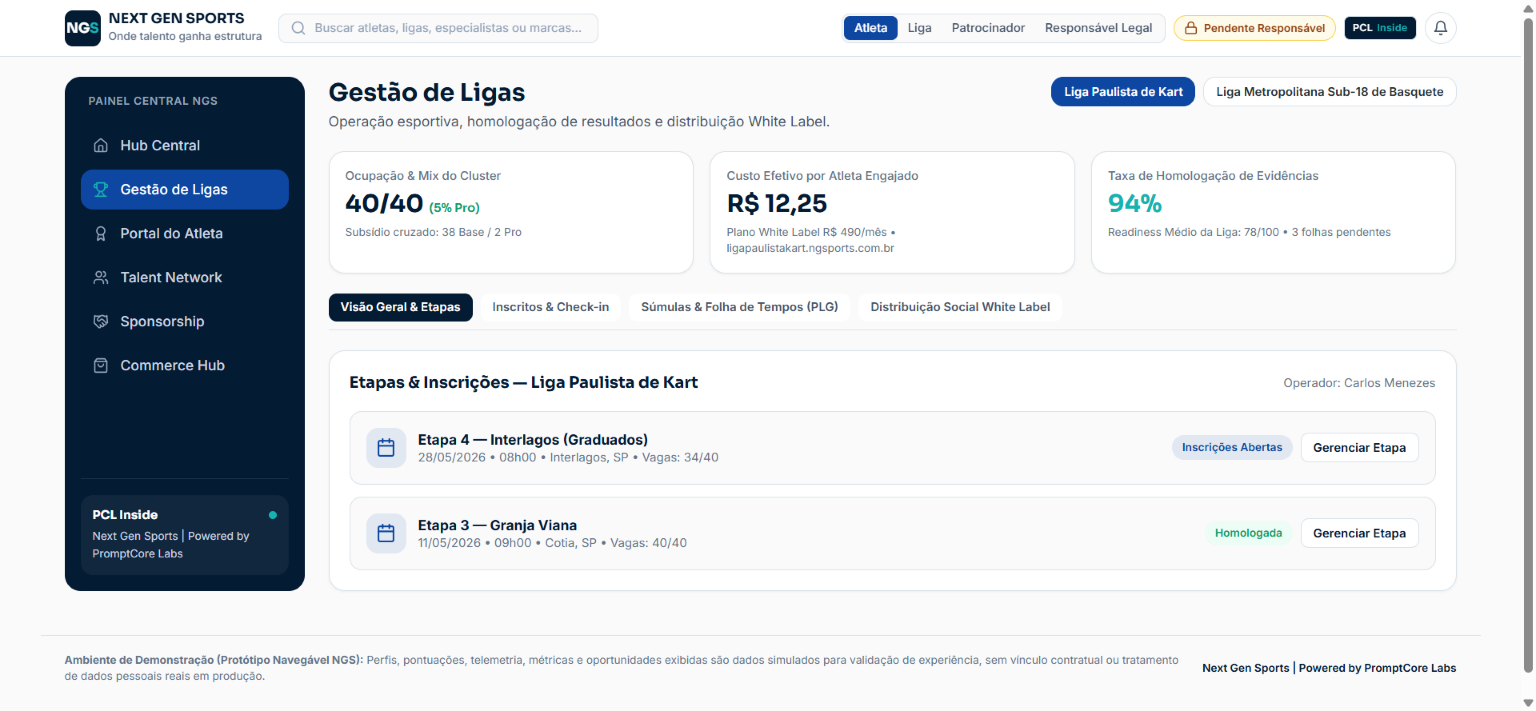 NGS
NEXT GEN SPORTS
Onde talento ganha estrutura
Buscar atletas, ligas, especialistas ou marcas...
Atleta
Liga
Patrocinador
Responsável Legal
Pendente Responsável
PCL Inside
PAINEL CENTRAL NGS
Hub Central
Gestão de Ligas
Portal do Atleta
Talent Network
Sponsorship
Commerce Hub
PCL Inside
Next Gen Sports | Powered by
PromptCore Labs
Gestão de Ligas
Operação esportiva, homologação de resultados e distribuição White Label.
Liga Paulista de Kart
Liga Metropolitana Sub-18 de Basquete
Ocupação & Mix do Cluster
40/40 (5% Pro)
Subsídio cruzado: 38 Base / 2 Pro
Custo Efetivo por Atleta Engajado
R$ 12,25
Plano White Label R$ 490/mês •
ligapaulistakart.ngsports.com.br
Taxa de Homologação de Evidências
94%
Readiness Médio da Liga: 78/100 • 3 folhas pendentes
Visão Geral & Etapas
Inscritos & Check-in
Súmulas & Folha de Tempos (PLG)
Distribuição Social White Label
Etapas & Inscrições — Liga Paulista de Kart
Operador: Carlos Menezes
Etapa 4 — Interlagos (Graduados)
28/05/2026 • 08h00 • Interlagos, SP • Vagas: 34/40
Inscrições Abertas
Gerenciar Etapa
Etapa 3 — Granja Viana
11/05/2026 • 09h00 • Cotia, SP • Vagas: 40/40
Homologada
Gerenciar Etapa
Ambiente de Demonstração (Protótipo Navegável NGS): Perfis, pontuações, telemetria, métricas e oportunidades exibidas são dados simulados para validação de experiência, sem vínculo contratual ou tratamento
de dados pessoais reais em produção.
Next Gen Sports | Powered by PromptCore Labs